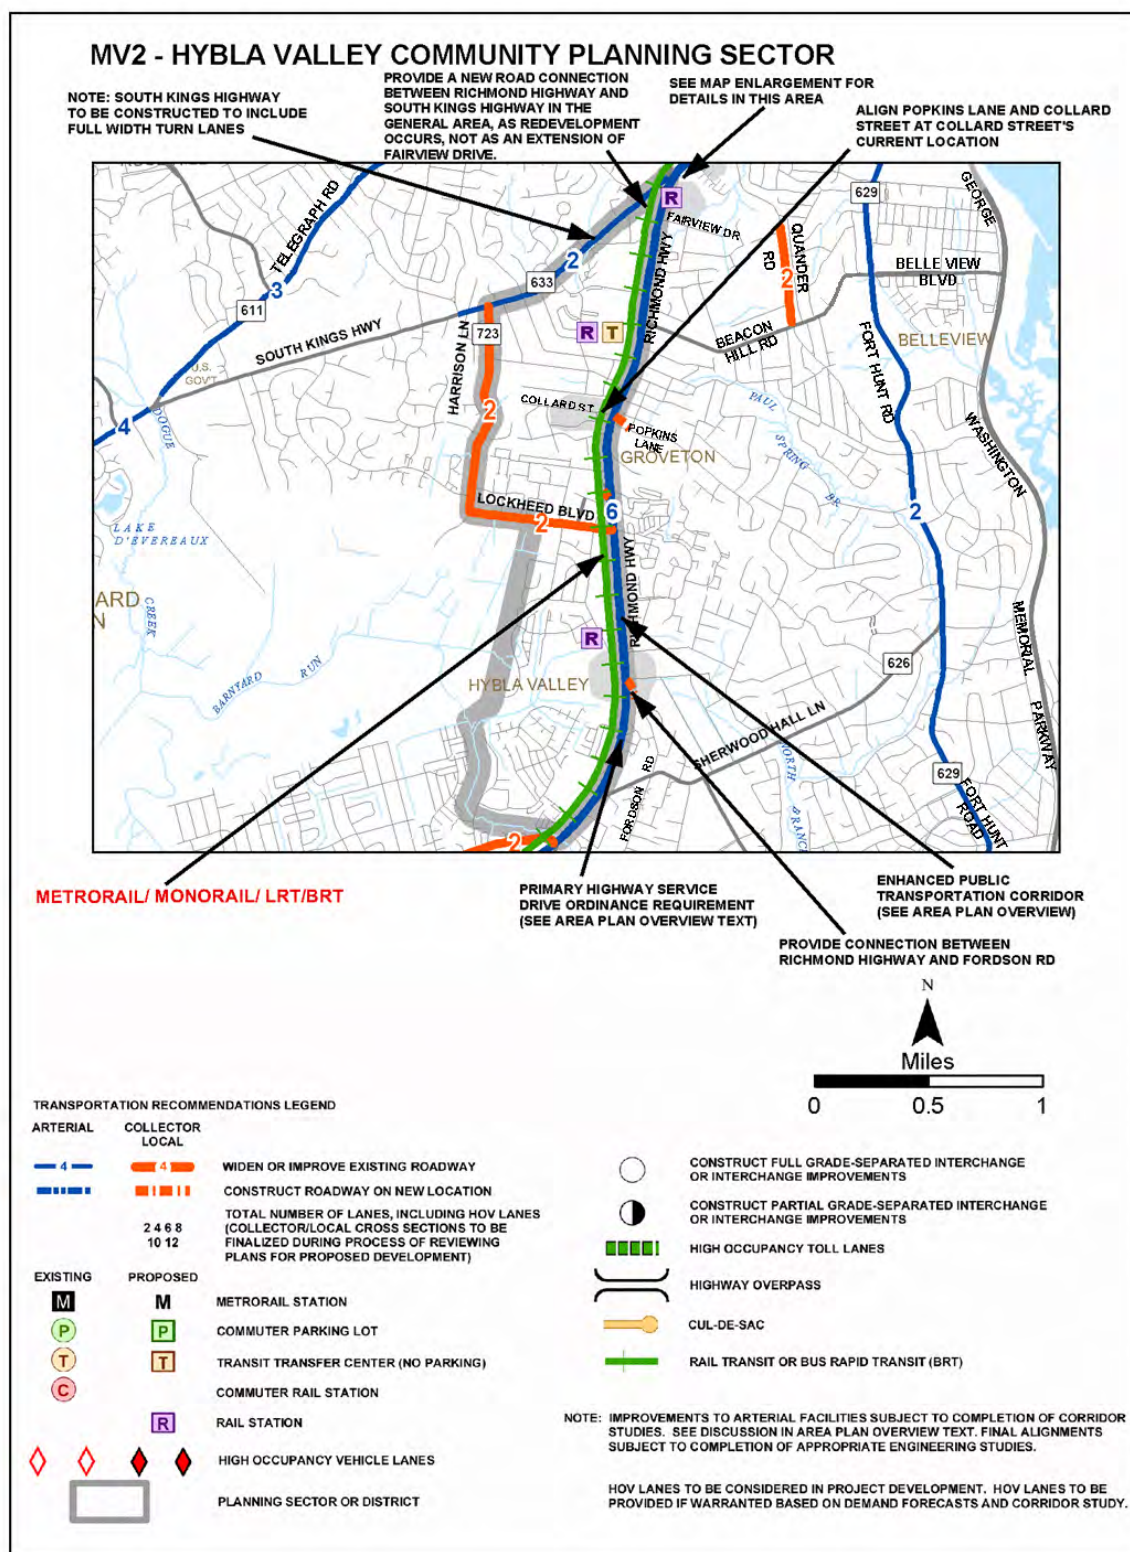 MV2 - HYBLA VALLEY COMMUNITY PLANNING SECTOR
NOTE: SOUTH KINGS HIGHWAY
TO BE CONSTRUCTED TO INCLUDE
FULL WIDTH TURN LANES
PROVIDE A NEW ROAD CONNECTION
BETWEEN RICHMOND HIGHWAY AND
SOUTH KINGS HIGHWAY IN THE
GENERAL AREA, AS REDEVELOPMENT
OCCURS, NOT AS AN EXTENSION OF
FAIRVIEW DRIVE.
SEE MAP ENLARGEMENT FOR
DETAILS IN THIS AREA
ALIGN POPKINS LANE AND COLLARD
STREET AT COLLARD STREET'S
CURRENT LOCATION
TELEGRAPH RD
3
611
4
U.S.
GOV'T
SOUTH KINGS HWY
633
2
723
HARRISON LN
2
R
FAIRVIEW DR
RICHMOND HWY
R
T
QUANDER
RD
2
629
GEORGE
BELLE VIEW
BLVD
BEACON
HILL RD
BELLEVIEW
FORT HUNT RD
COLLARD ST
POPKINS
LANE
GROVETON
PAUL
SPRING
BR
WASHINGTON
DOGUE
CREEK
LAKE
D'EVEREAUX
LOCKHEED BLVD
2
6
2
RICHMOND HWY
ARD
N
BARNYARD
RUN
R
HYBLA VALLEY
626
MEMORIAL
PARKWAY
SHERWOOD HALL LN
NORTH
BRANCH
FORDSON RD
629
FORT HUNT
ROAD
2
METRORAIL/ MONORAIL/ LRT/BRT
PRIMARY HIGHWAY SERVICE
DRIVE ORDINANCE REQUIREMENT
(SEE AREA PLAN OVERVIEW TEXT)
ENHANCED PUBLIC
TRANSPORTATION CORRIDOR
(SEE AREA PLAN OVERVIEW)
PROVIDE CONNECTION BETWEEN
RICHMOND HIGHWAY AND FORDSON RD
N
Miles
0 0.5 1
TRANSPORTATION RECOMMENDATIONS LEGEND
ARTERIAL COLLECTOR
LOCAL
4 4 WIDEN OR IMPROVE EXISTING ROADWAY
CONSTRUCT ROADWAY ON NEW LOCATION
2 4 6 8
10 12
TOTAL NUMBER OF LANES, INCLUDING HOV LANES
(COLLECTOR/LOCAL CROSS SECTIONS TO BE
FINALIZED DURING PROCESS OF REVIEWING
PLANS FOR PROPOSED DEVELOPMENT)
EXISTING PROPOSED
M M METRORAIL STATION
P P COMMUTER PARKING LOT
T T TRANSIT TRANSFER CENTER (NO PARKING)
C COMMUTER RAIL STATION
R RAIL STATION
HIGH OCCUPANCY VEHICLE LANES
PLANNING SECTOR OR DISTRICT
CONSTRUCT FULL GRADE-SEPARATED INTERCHANGE
OR INTERCHANGE IMPROVEMENTS
CONSTRUCT PARTIAL GRADE-SEPARATED INTERCHANGE
OR INTERCHANGE IMPROVEMENTS
HIGH OCCUPANCY TOLL LANES
HIGHWAY OVERPASS
CUL-DE-SAC
RAIL TRANSIT OR BUS RAPID TRANSIT (BRT)
NOTE: IMPROVEMENTS TO ARTERIAL FACILITIES SUBJECT TO COMPLETION OF CORRIDOR
STUDIES. SEE DISCUSSION IN AREA PLAN OVERVIEW TEXT. FINAL ALIGNMENTS
SUBJECT TO COMPLETION OF APPROPRIATE ENGINEERING STUDIES.
HOV LANES TO BE CONSIDERED IN PROJECT DEVELOPMENT. HOV LANES TO BE
PROVIDED IF WARRANTED BASED ON DEMAND FORECASTS AND CORRIDOR STUDY.